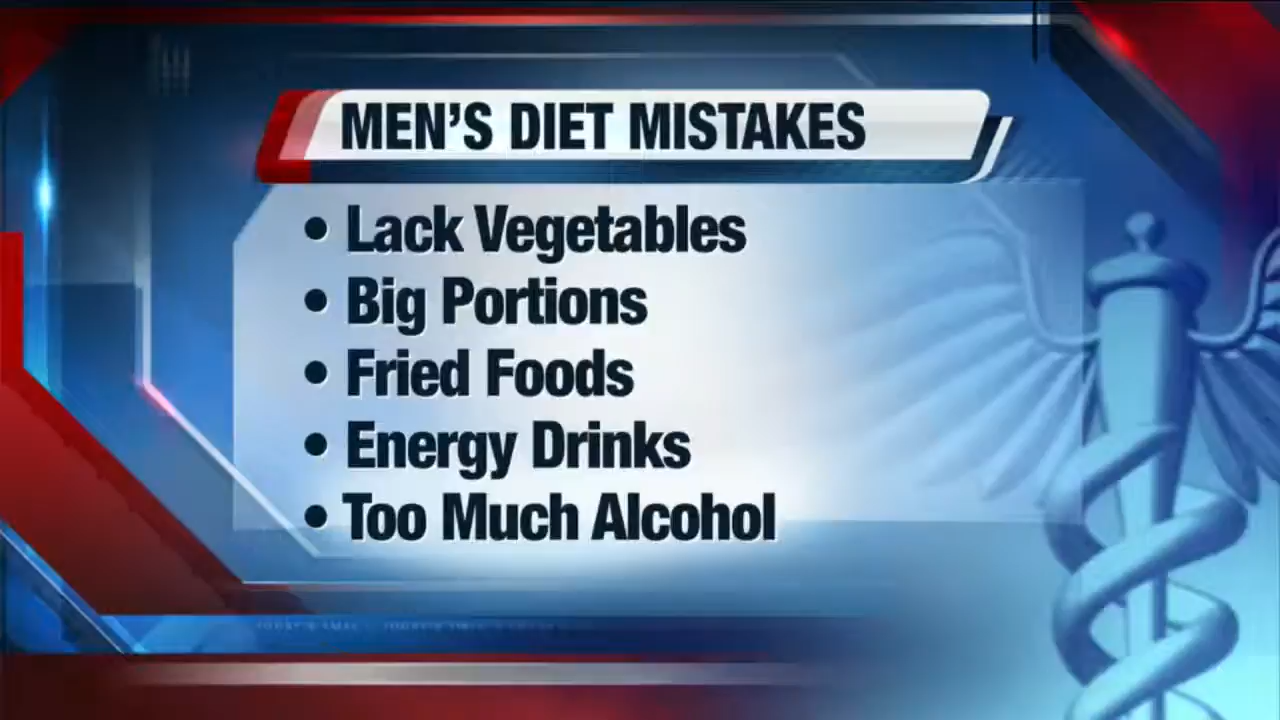 MEN'S DIET MISTAKES
• Lack Vegetables
• Big Portions
• Fried Foods
• Energy Drinks
• Too Much Alcohol